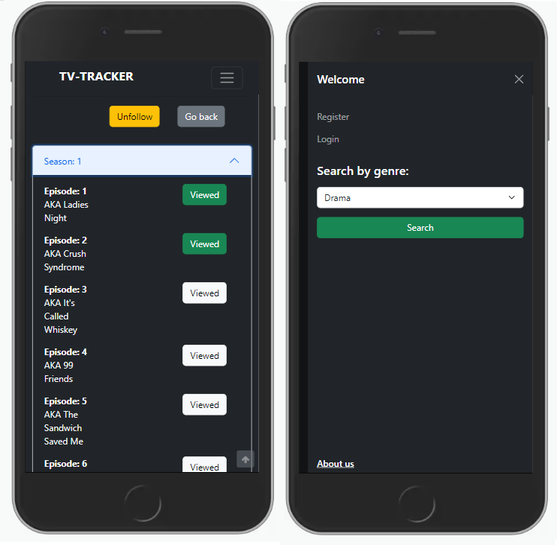 TV-TRACKER
Unfollow
Go back
Season: 1
Episode: 1
AKA Ladies
Night
Viewed
Episode: 2
AKA Crush
Syndrome
Viewed
Episode: 3
AKA It's
Called
Whiskey
Viewed
Episode: 4
AKA 99
Friends
Viewed
Episode: 5
AKA The
Sandwich
Saved Me
Viewed
Episode: 6
Viewed
Welcome
Register
Login
Search by genre:
Drama
Search
About us